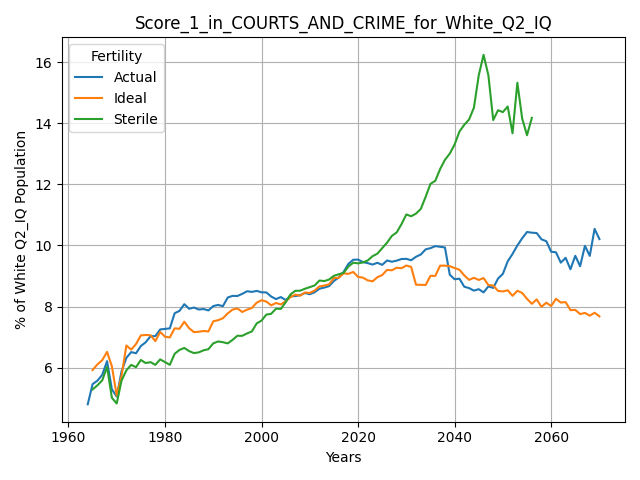 Score_1_in_COURTS_AND_CRIME_for_White_Q2_IQ
Fertility
Actual
Ideal
Sterile
% of White Q2_IQ Population
16
14
12
10
8
6
1960
1980
2000
2020
2040
2060
Years